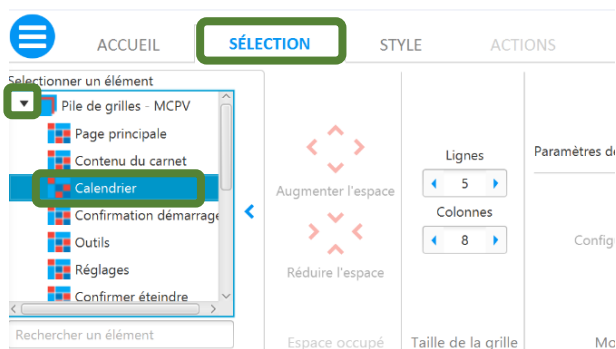 ACCUEIL SÉLECTION STYLE ACTIONS
Selectionner un élément
Pile de grilles - MCPV
Page principale
Contenu du carnet
Calendrier
Confirmation démarrage
Outils
Réglages
Confirmer éteindre
Rechercher un élément
Augmenter l'espace
Réduire l'espace
Espace occupé
Lignes
5
Colonnes
8
Taille de la grille
Paramètres de
Config
Mo